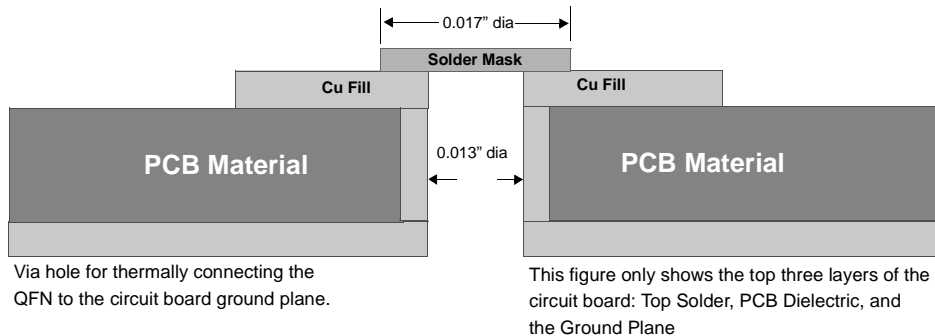 0.017” dia
Solder Mask
Cu Fill
Cu Fill
PCB Material
0.013” dia
PCB Material
Via hole for thermally connecting the
QFN to the circuit board ground plane.
This figure only shows the top three layers of the
circuit board: Top Solder, PCB Dielectric, and
the Ground Plane